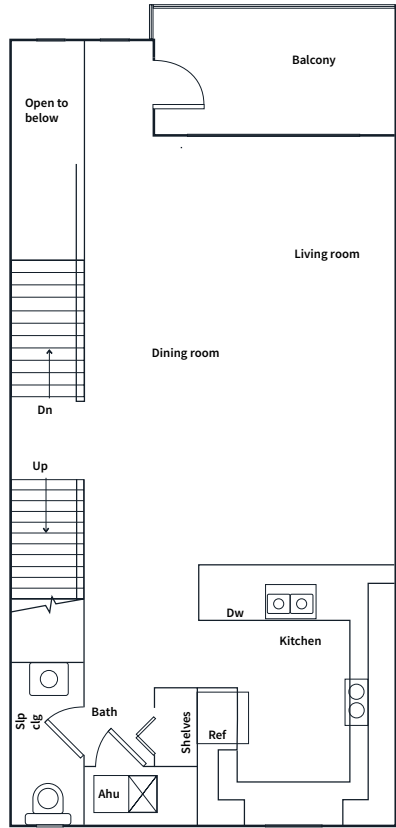 Balcony
Open to
below
Living room
Dining room
Dn
Up
Dw
Kitchen
Slp
clg
Bath
Shelves
Ref
Ahu